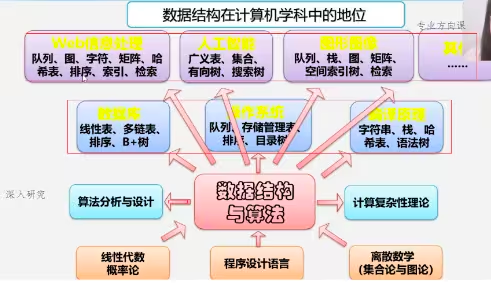 数据结构在计算机学科中的地位
专业方向课
Web信息处理
队列、图、字符、矩阵、哈
希表、排序、索引、检索
人工智能
广义表、集合、
有向树、搜索树
图形图像
队列、栈、图、矩阵、
空间索引树、检索
其
......
数据库
线性表、多链表、
排序、B+树
操作系统
队列、存储管理表、
排序、目录树
编译原理
字符串、栈、哈
希表、语法树
深入研究
算法分析与设计
数据结构
与算法
计算复杂性理论
线性代数
概率论
程序设计语言
离散数学
(集合论与图论)